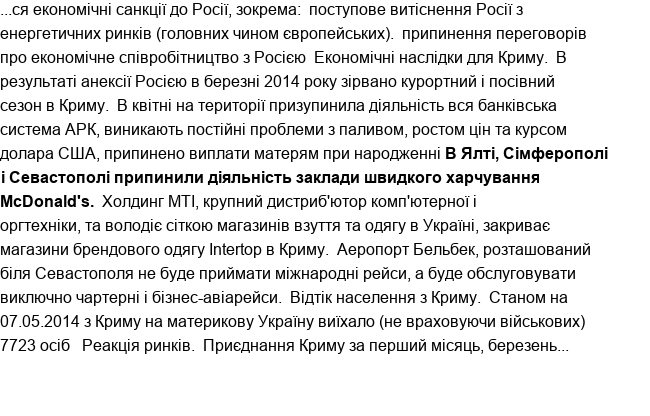 ...ся економічні санкції до Росії, зокрема:  поступове витіснення Росії з
енергетичних ринків (головних чином європейських).  припинення переговорів
про економічне співробітництво з Росією  Економічні наслідки для Криму.  В
результаті анексії Росією в березні 2014 року зірвано курортний і посівний
сезон в Криму.  В квітні на території призупинила діяльність вся банківська
система АРК, виникають постійні проблеми з паливом, ростом цін та курсом
долара США, припинено виплати матерям при народженні В Ялті, Сімферополі
і Севастополі припинили діяльність заклади швидкого харчування
McDonald's.  Холдинг МТІ, крупний дистриб'ютор комп'ютерної і
оргтехніки, та володіє сіткою магазинів взуття та одягу в Україні, закриває
магазини брендового одягу Intertop в Криму.  Аеропорт Бельбек, розташований
біля Севастополя не буде приймати міжнародні рейси, а буде обслуговувати
виключно чартерні і бізнес-авіарейси.  Відтік населення з Криму.  Станом на
07.05.2014 з Криму на материкову Україну виїхало (не враховуючи військових)
7723 осіб   Реакція ринків.  Приєднання Криму за перший місяць, березень...